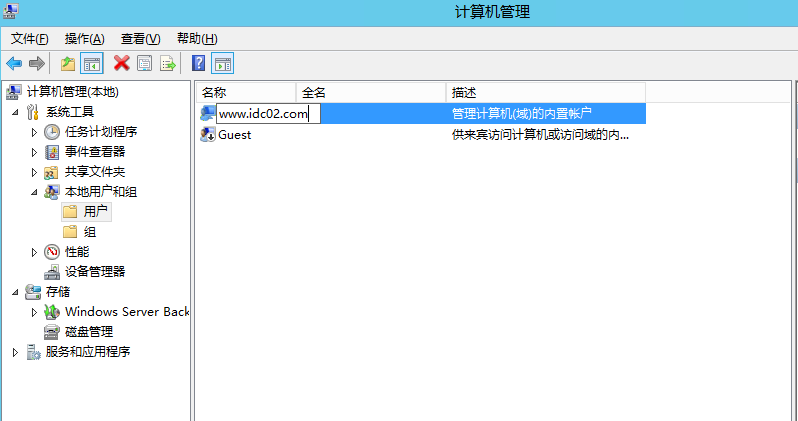 计算机管理
文件(F) 操作(A) 查看(V) 帮助(H)
计算机管理(本地)
系统工具
任务计划程序
事件查看器
共享文件夹
本地用户和组
用户
组
性能
设备管理器
存储
Windows Server Back
磁盘管理
服务和应用程序
名称 全名 描述
www.idc02.com 管理计算机(域)的内置帐户
Guest 供来宾访问计算机或访问域的内...